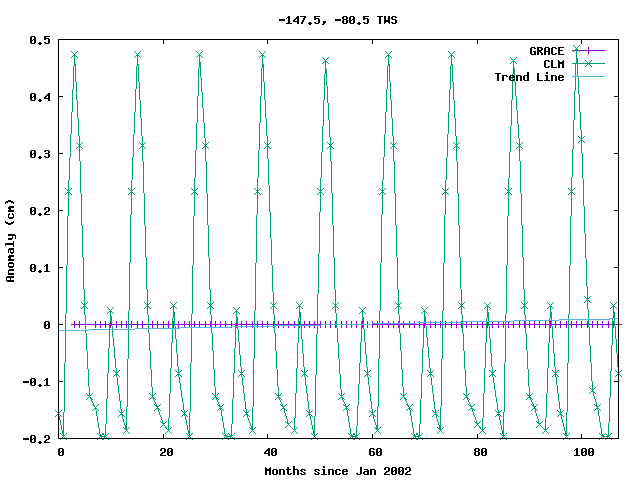 -147.5, -80.5 TWS
GRACE
CLM
Trend Line
0.5
0.4
0.3
0.2
0.1
0
-0.1
-0.2
Anomaly (cm)
0 20 40 60 80 100
Months since Jan 2002